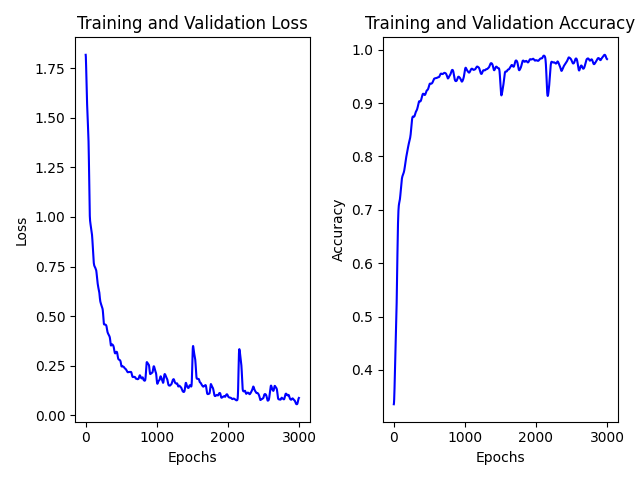 Training and Validation Loss
Loss
1.75
1.50
1.25
1.00
0.75
0.50
0.25
0.00
0 1000 2000 3000
Epochs
Training and Validation Accuracy
Accuracy
1.0
0.9
0.8
0.7
0.6
0.5
0.4
0 1000 2000 3000
Epochs